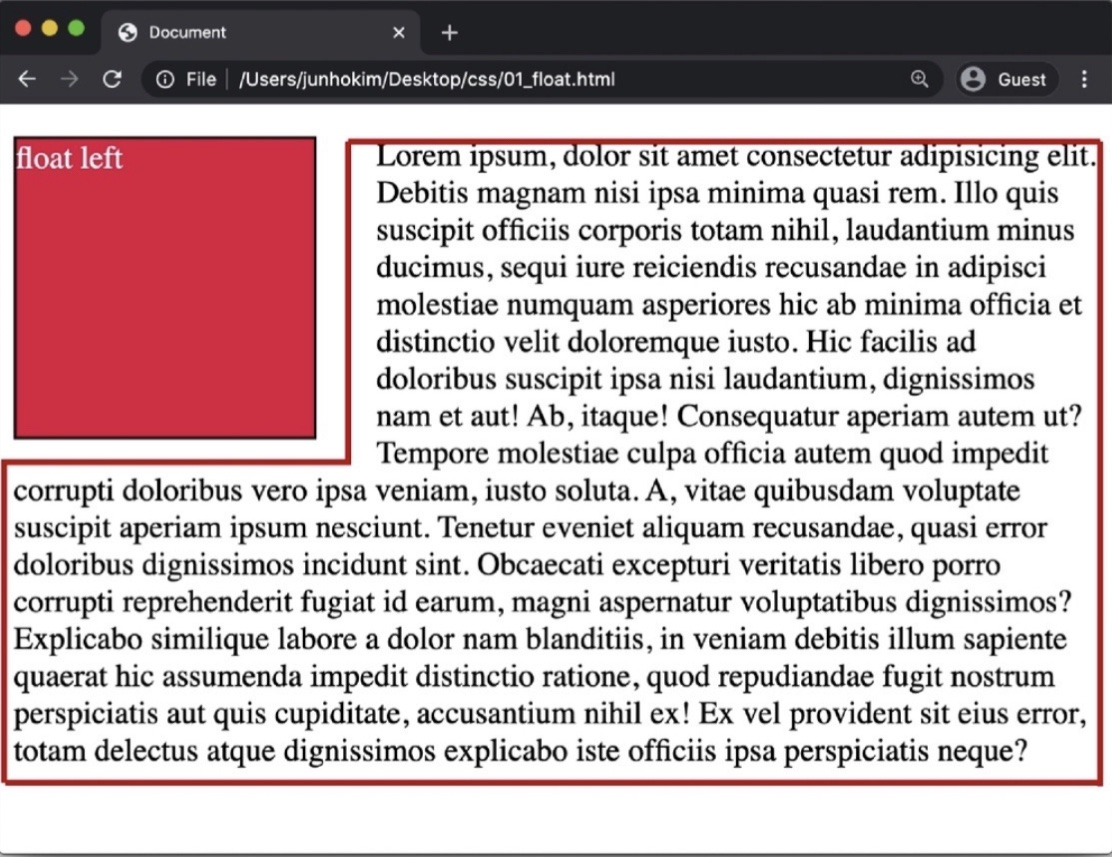 Document
File
/Users/junhokim/Desktop/css/01_float.html
Guest
float left
Lorem ipsum, dolor sit amet consectetur adipisicing elit.
Debitis magnam nisi ipsa minima quasi rem. Illo quis
suscipit officiis corporis totam nihil, laudantium minus
ducimus, sequi iure reiciendis recusandae in adipisci
molestiae numquam asperiores hic ab minima officia et
distinctio velit doloremque iusto. Hic facilis ad
doloribus suscipit ipsa nisi laudantium, dignissimos
nam et aut! Ab, itaque! Consequatur aperiam autem ut?
Tempore molestiae culpa officia autem quod impedit
corrupti doloribus vero ipsa veniam, iusto soluta. A, vitae quibusdam voluptate
suscipit aperiam ipsum nesciunt. Tenetur eveniet aliquam recusandae, quasi error
doloribus dignissimos incidunt sint. Obcaecati excepturi veritatis libero porro
corrupti reprehenderit fugiat id earum, magni aspernatur voluptatibus dignissimos?
Explicabo similique labore a dolor nam blanditiis, in veniam debitis illum sapiente
quaerat hic assumenda impedit distinctio ratione, quod repudiandae fugit nostrum
perspiciatis aut quis cupiditate, accusantium nihil ex! Ex vel provident sit eius error,
totam delectus atque dignissimos explicabo iste officiis ipsa perspiciatis neque?